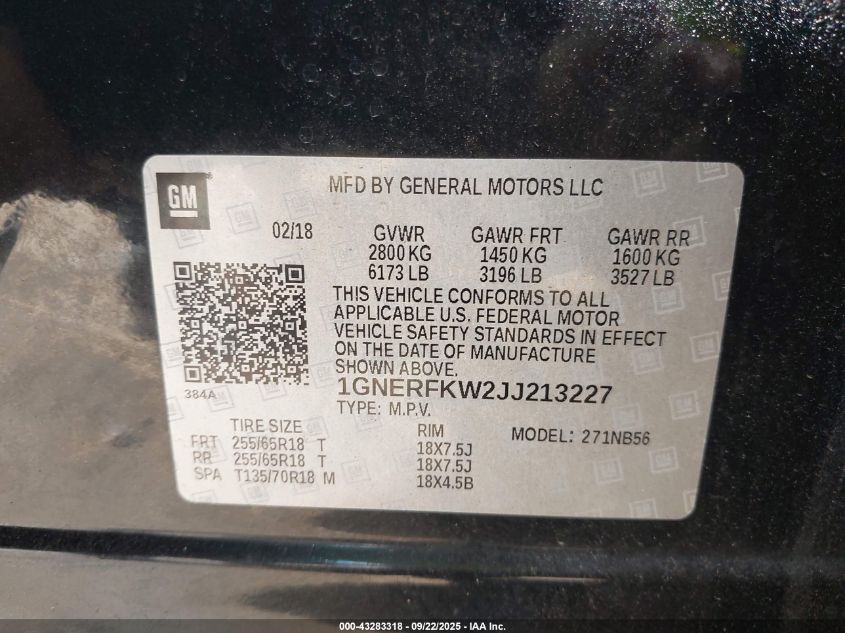 GM
MFD BY GENERAL MOTORS LLC
02/18 GVWR GAWR FRT GAWR RR
2800 KG 1450 KG 1600 KG
6173 LB 3196 LB 3527 LB
THIS VEHICLE CONFORMS TO ALL
APPLICABLE U.S. FEDERAL MOTOR
VEHICLE SAFETY STANDARDS IN EFFECT
ON THE DATE OF MANUFACTURE
SHOWN ABOVE.
384A
1GNERFKW2JJ213227
TYPE: M.P.V.
TIRE SIZE RIM MODEL: 271NB56
FRT 255/65R18 T 18X7.5J
RR 255/65R18 T 18X7.5J
SPA T135/70R18 M 18X4.5B
000-43283318 - 09/22/2025 - IAA Inc.